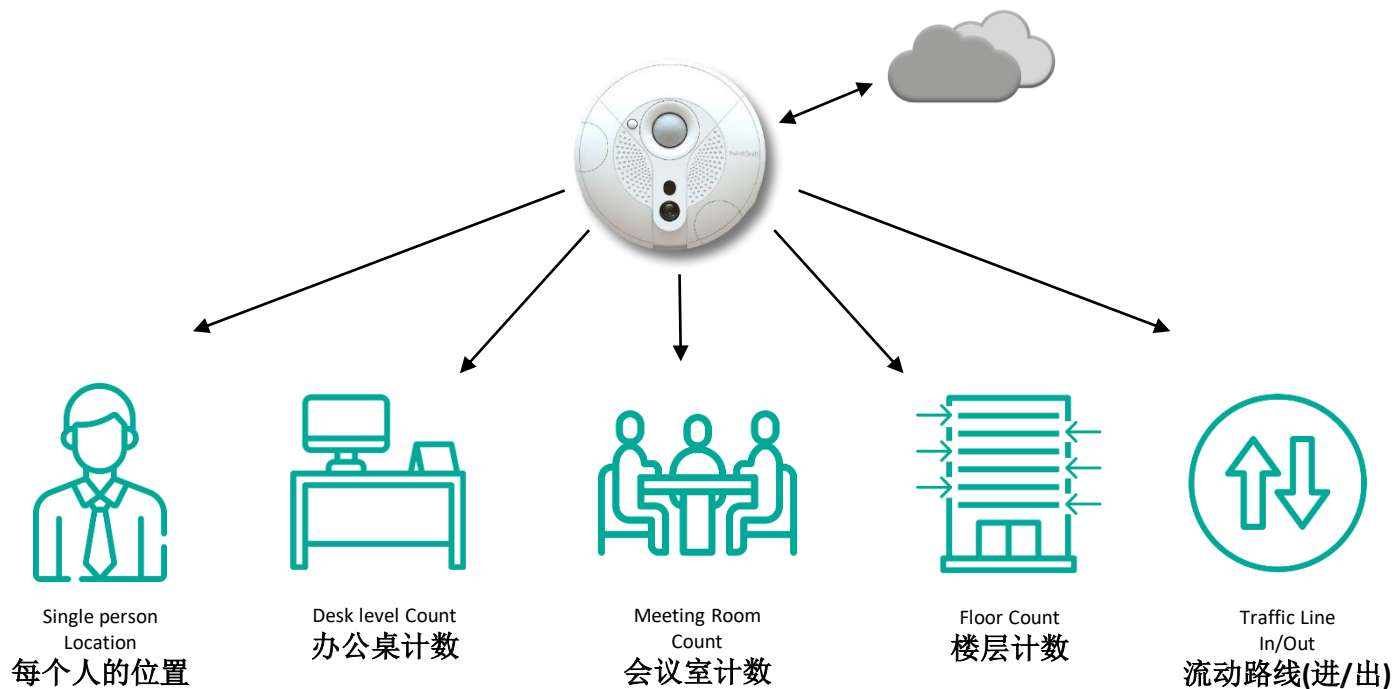 Single person
Location
每个人的位置
Desk level Count
办公桌计数
Meeting Room
Count
会议室计数
Floor Count
楼层计数
Traffic Line
In/Out
流动路线(进/出)